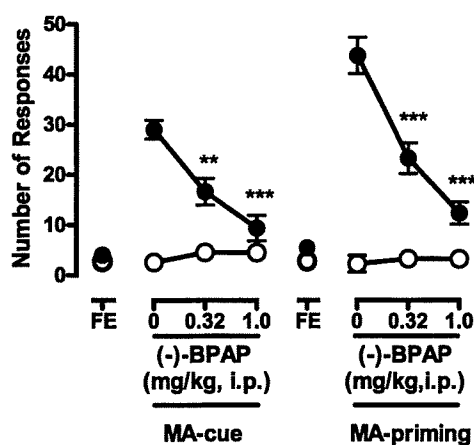 50
40
30
20
10
0
Number of Responses
**
***
***
***
FE 0 0.32 1.0 FE 0 0.32 1.0
(-)-BPAP (-)-BPAP
(mg/kg, i.p.) (mg/kg,i.p.)
MA-cue MA-priming